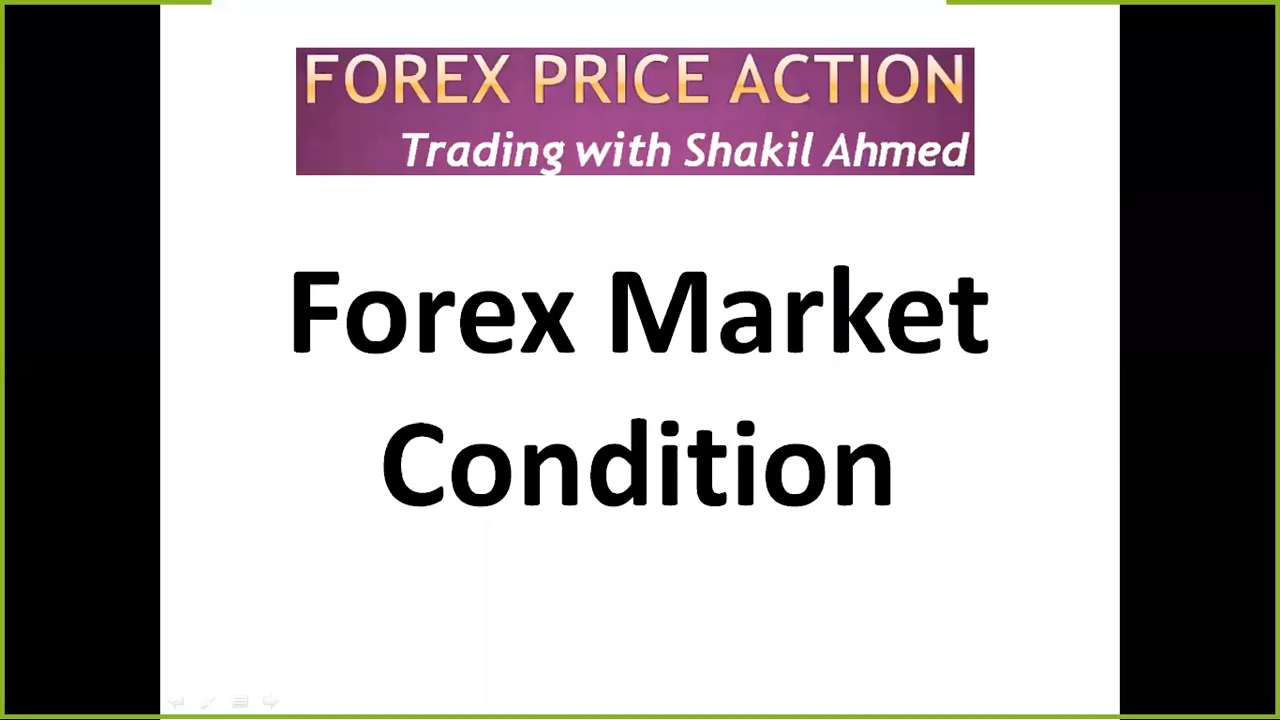 FOREX PRICE ACTION
Trading with Shakil Ahmed
Forex Market
Condition